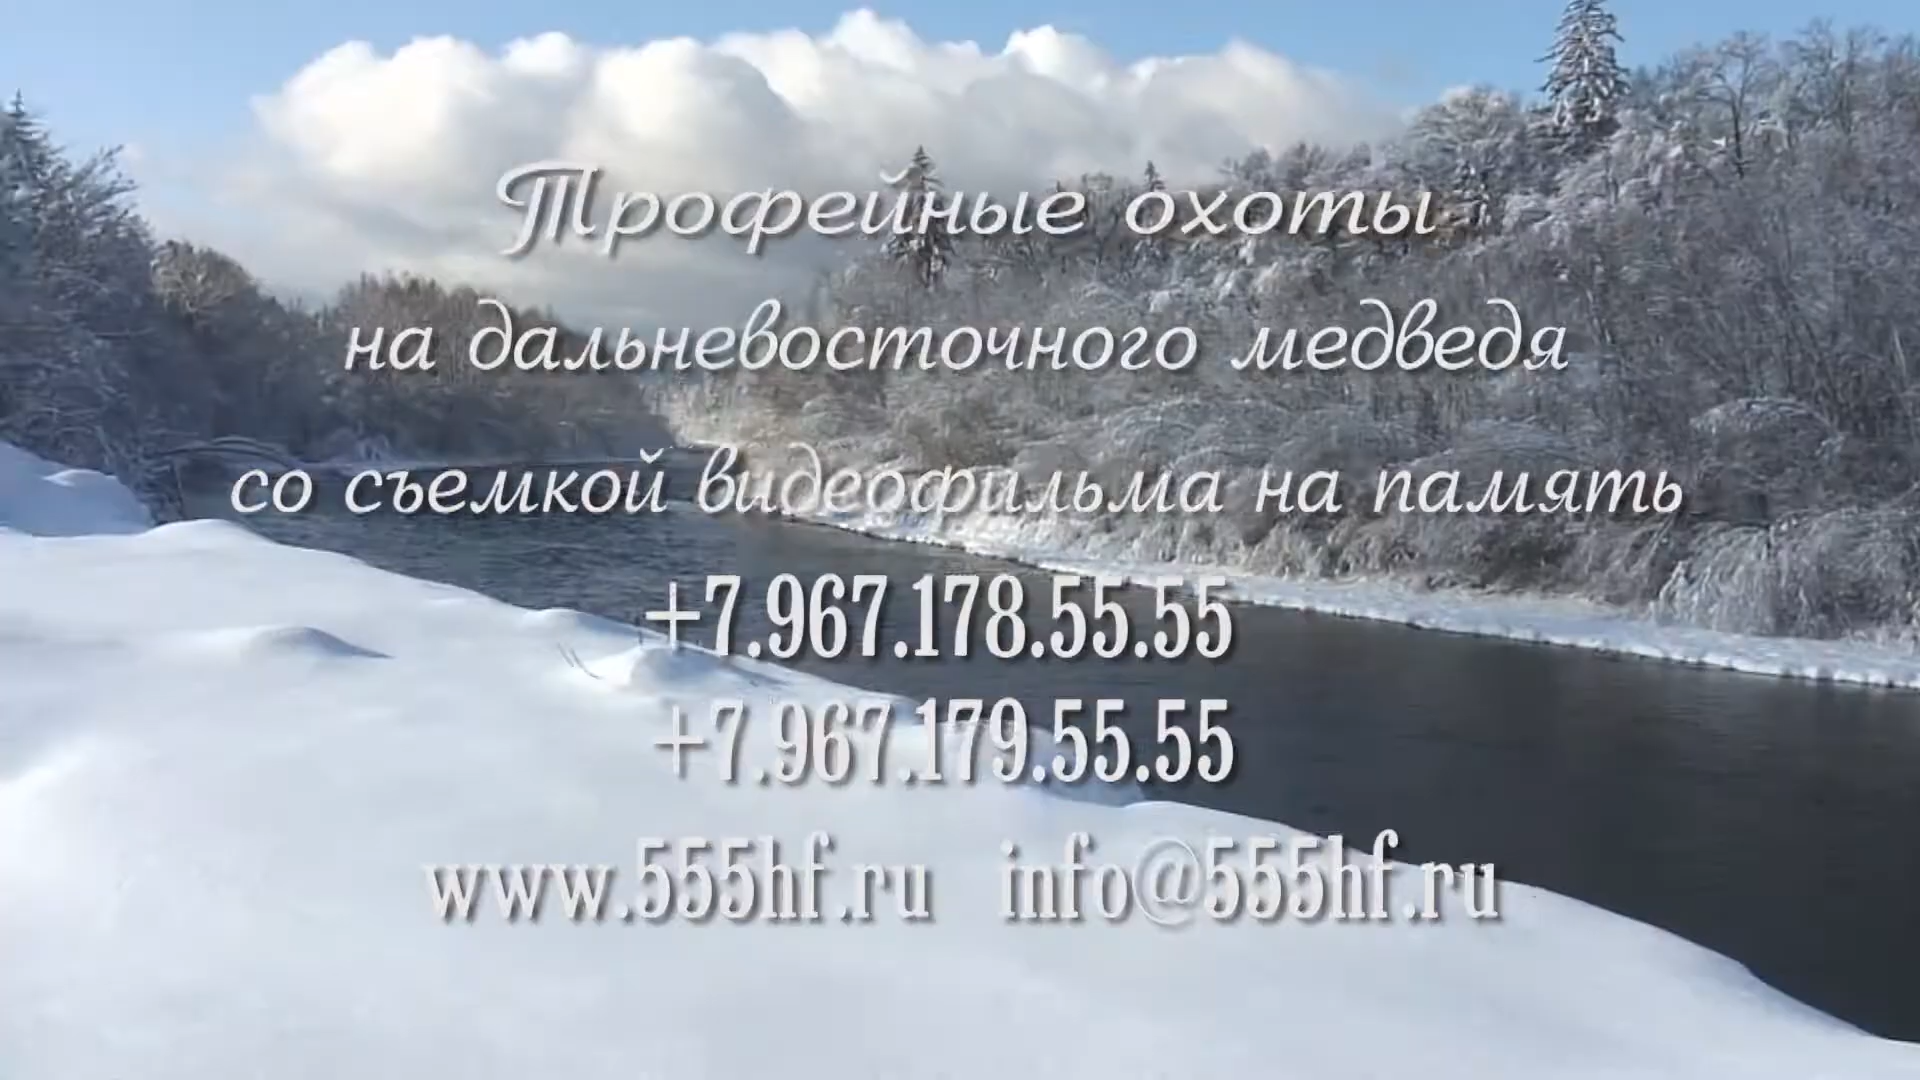 Трофейные охоты
на дальневосточного медведя
со съемкой видеофильма на память
+7.967.178.55.55
+7.967.179.55.55
www.555hf.ru info@555hf.ru